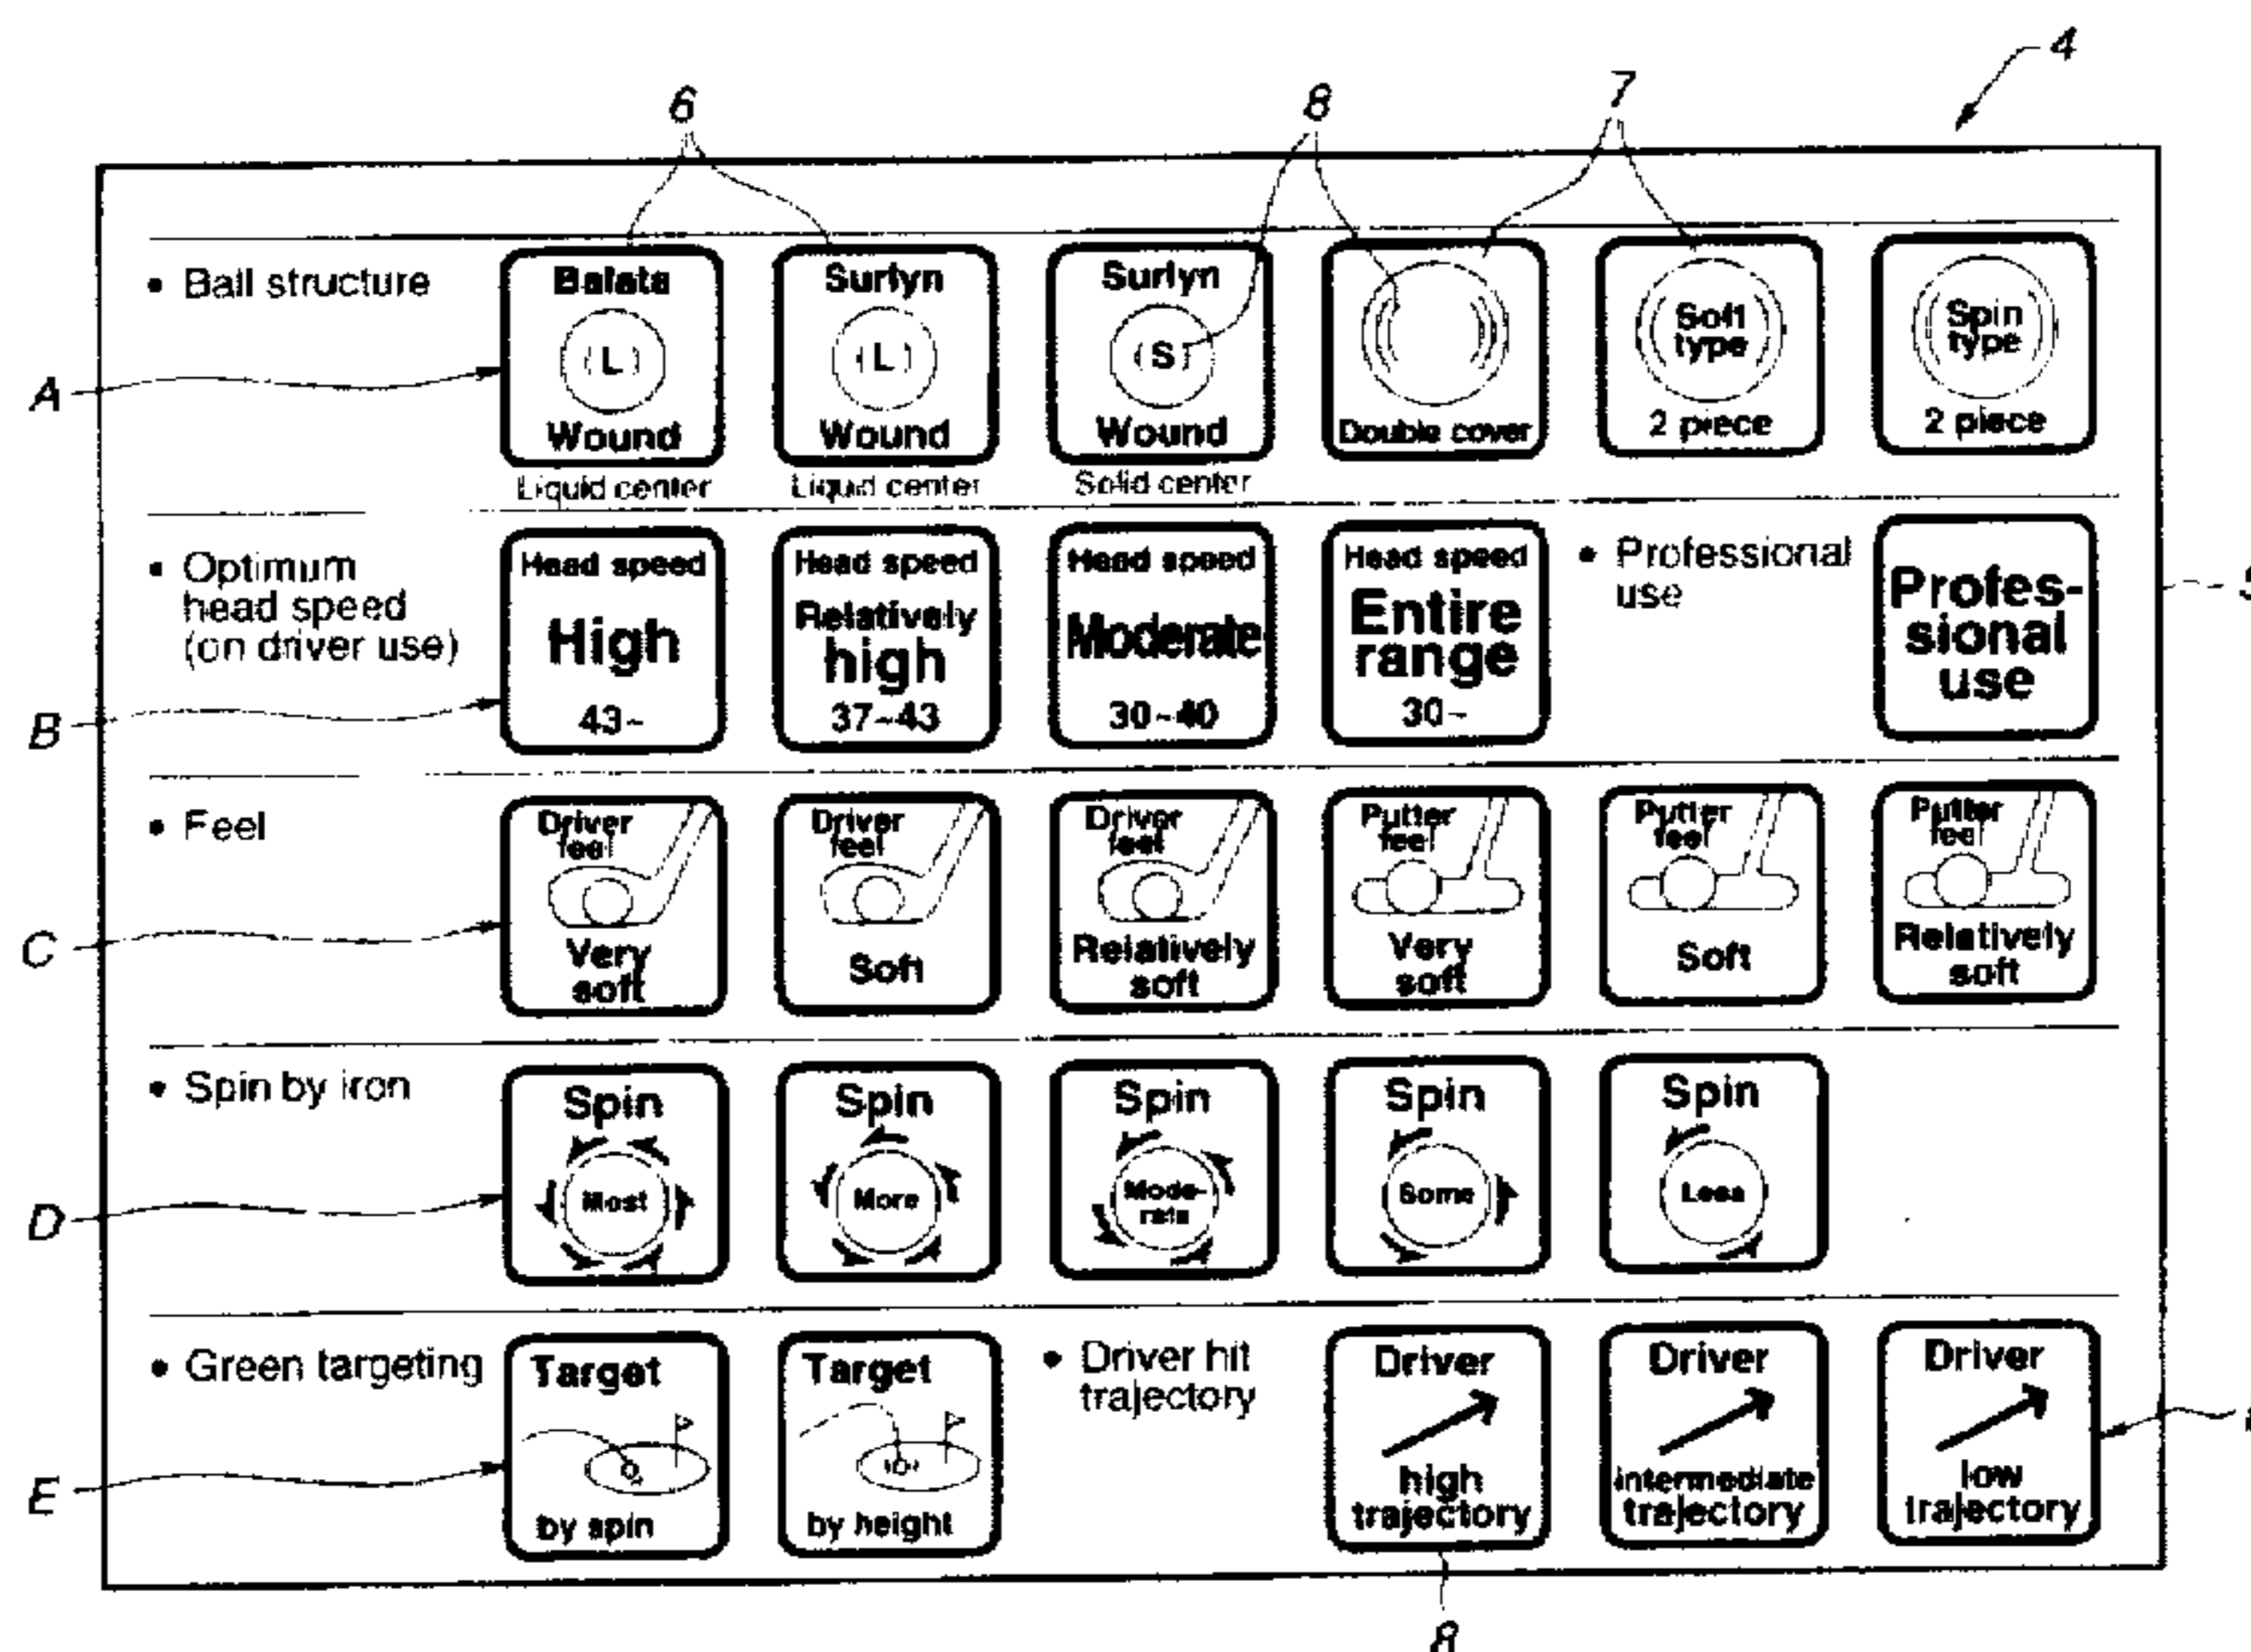 4
6
8
7
• Ball structure
Balata
(L)
Wound
Liquid center
Surlyn
(L)
Wound
Liquid center
Surlyn
(S)
Wound
Solid center
Double cover
Soft
type
2 piece
Spin
type
2 piece
A
• Optimum
head speed
(on driver use)
Head speed
High
43~
Head speed
Relatively
high
37~43
Head speed
Moderate
30~40
Head speed
Entire
range
30~
• Professional
use
Profes-
sional
use
B
• Feel
Driver
feel
Very
soft
Driver
feel
Soft
Driver
feel
Relatively
soft
Putter
feel
Very
soft
Putter
feel
Soft
Putter
feel
Relatively
soft
C
• Spin by iron
Spin
Most
Spin
More
Spin
Mode-
rate
Spin
Some
Spin
Less
D
• Green targeting
Target
by spin
Target
by height
• Driver hit
trajectory
Driver
high
trajectory
Driver
intermediate
trajectory
Driver
low
trajectory
E
8